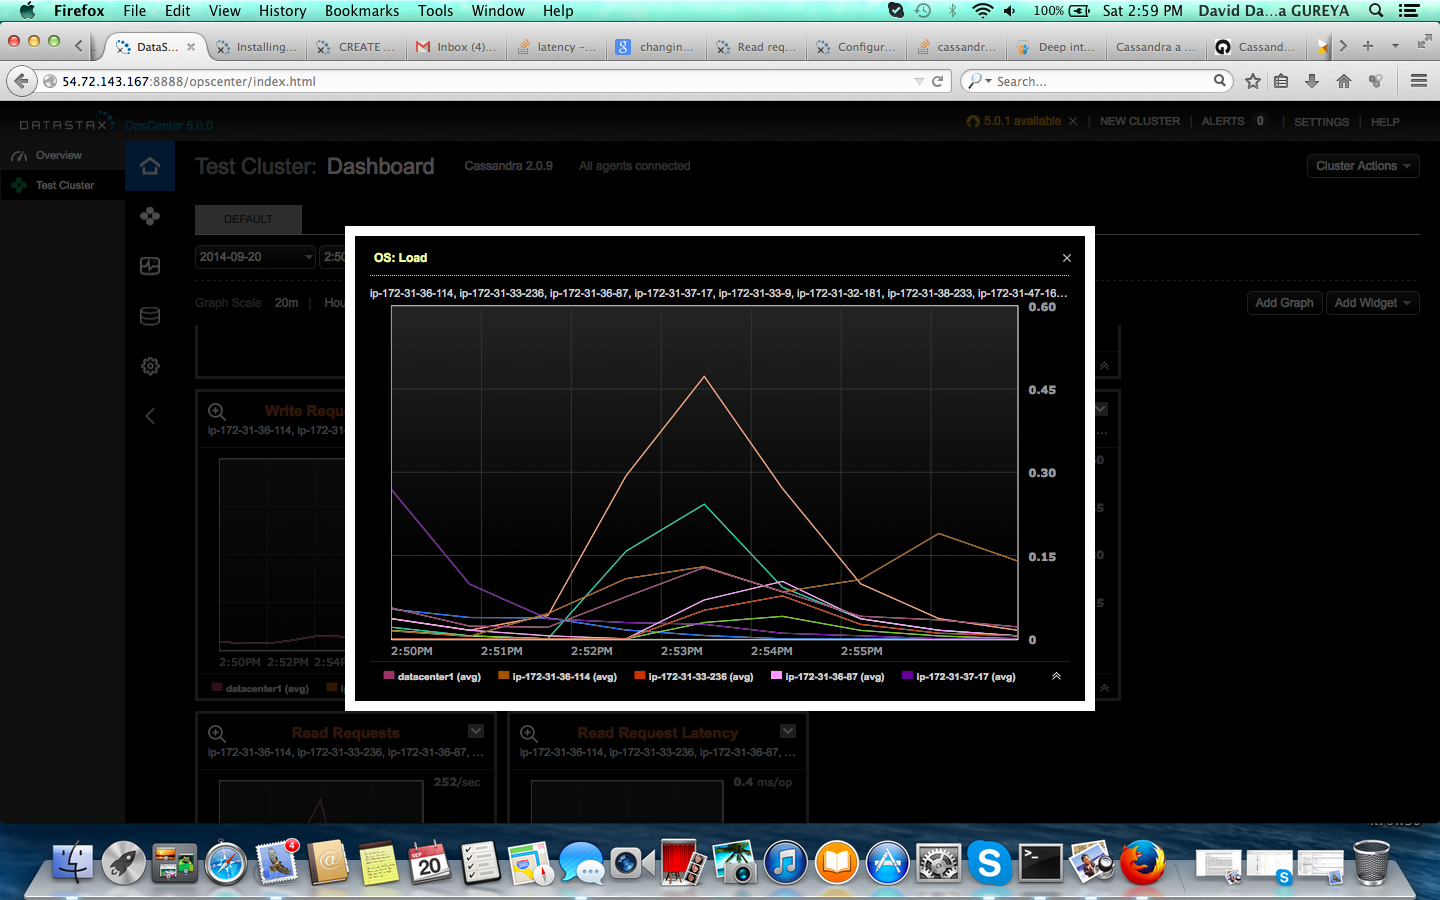 Firefox File Edit View History Bookmarks Tools Window Help 100% Sat 2:59 PM David Da...a GUREYA
DataS... Installing... CREATE ... Inbox (4)... latency –... changin... Read req... Configur... cassandr... Deep int... Cassandra a ... Cassand...
54.72.143.167:8888/opscenter/index.html Search...
DATASTAX OpsCenter 5.0.0 5.0.1 available × NEW CLUSTER | ALERTS 0 | SETTINGS | HELP
Overview
Test Cluster
Test Cluster: Dashboard Cassandra 2.0.9 All agents connected Cluster Actions
DEFAULT
2014-09-20 2:50
Graph Scale 20m | Hou Add Graph Add Widget
OS: Load ×
ip-172-31-36-114, ip-172-31-33-236, ip-172-31-36-87, ip-172-31-37-17, ip-172-31-33-9, ip-172-31-32-181, ip-172-31-38-233, ip-172-31-47-16...
0.60
0.45
0.30
0.15
0
2:50PM 2:51PM 2:52PM 2:53PM 2:54PM 2:55PM
datacenter1 (avg) ip-172-31-36-114 (avg) ip-172-31-33-236 (avg) ip-172-31-36-87 (avg) ip-172-31-37-17 (avg)
Write Requ
ip-172-31-36-114, ip-172-31
2:50PM 2:52PM 2:54P
datacenter1 (avg)
Read Requests
ip-172-31-36-114, ip-172-31-33-236, ip-172-31-36-87, ...
252/sec
Read Request Latency
ip-172-31-36-114, ip-172-31-33-236, ip-172-31-36-87, ...
0.4 ms/op
4
SEP
20